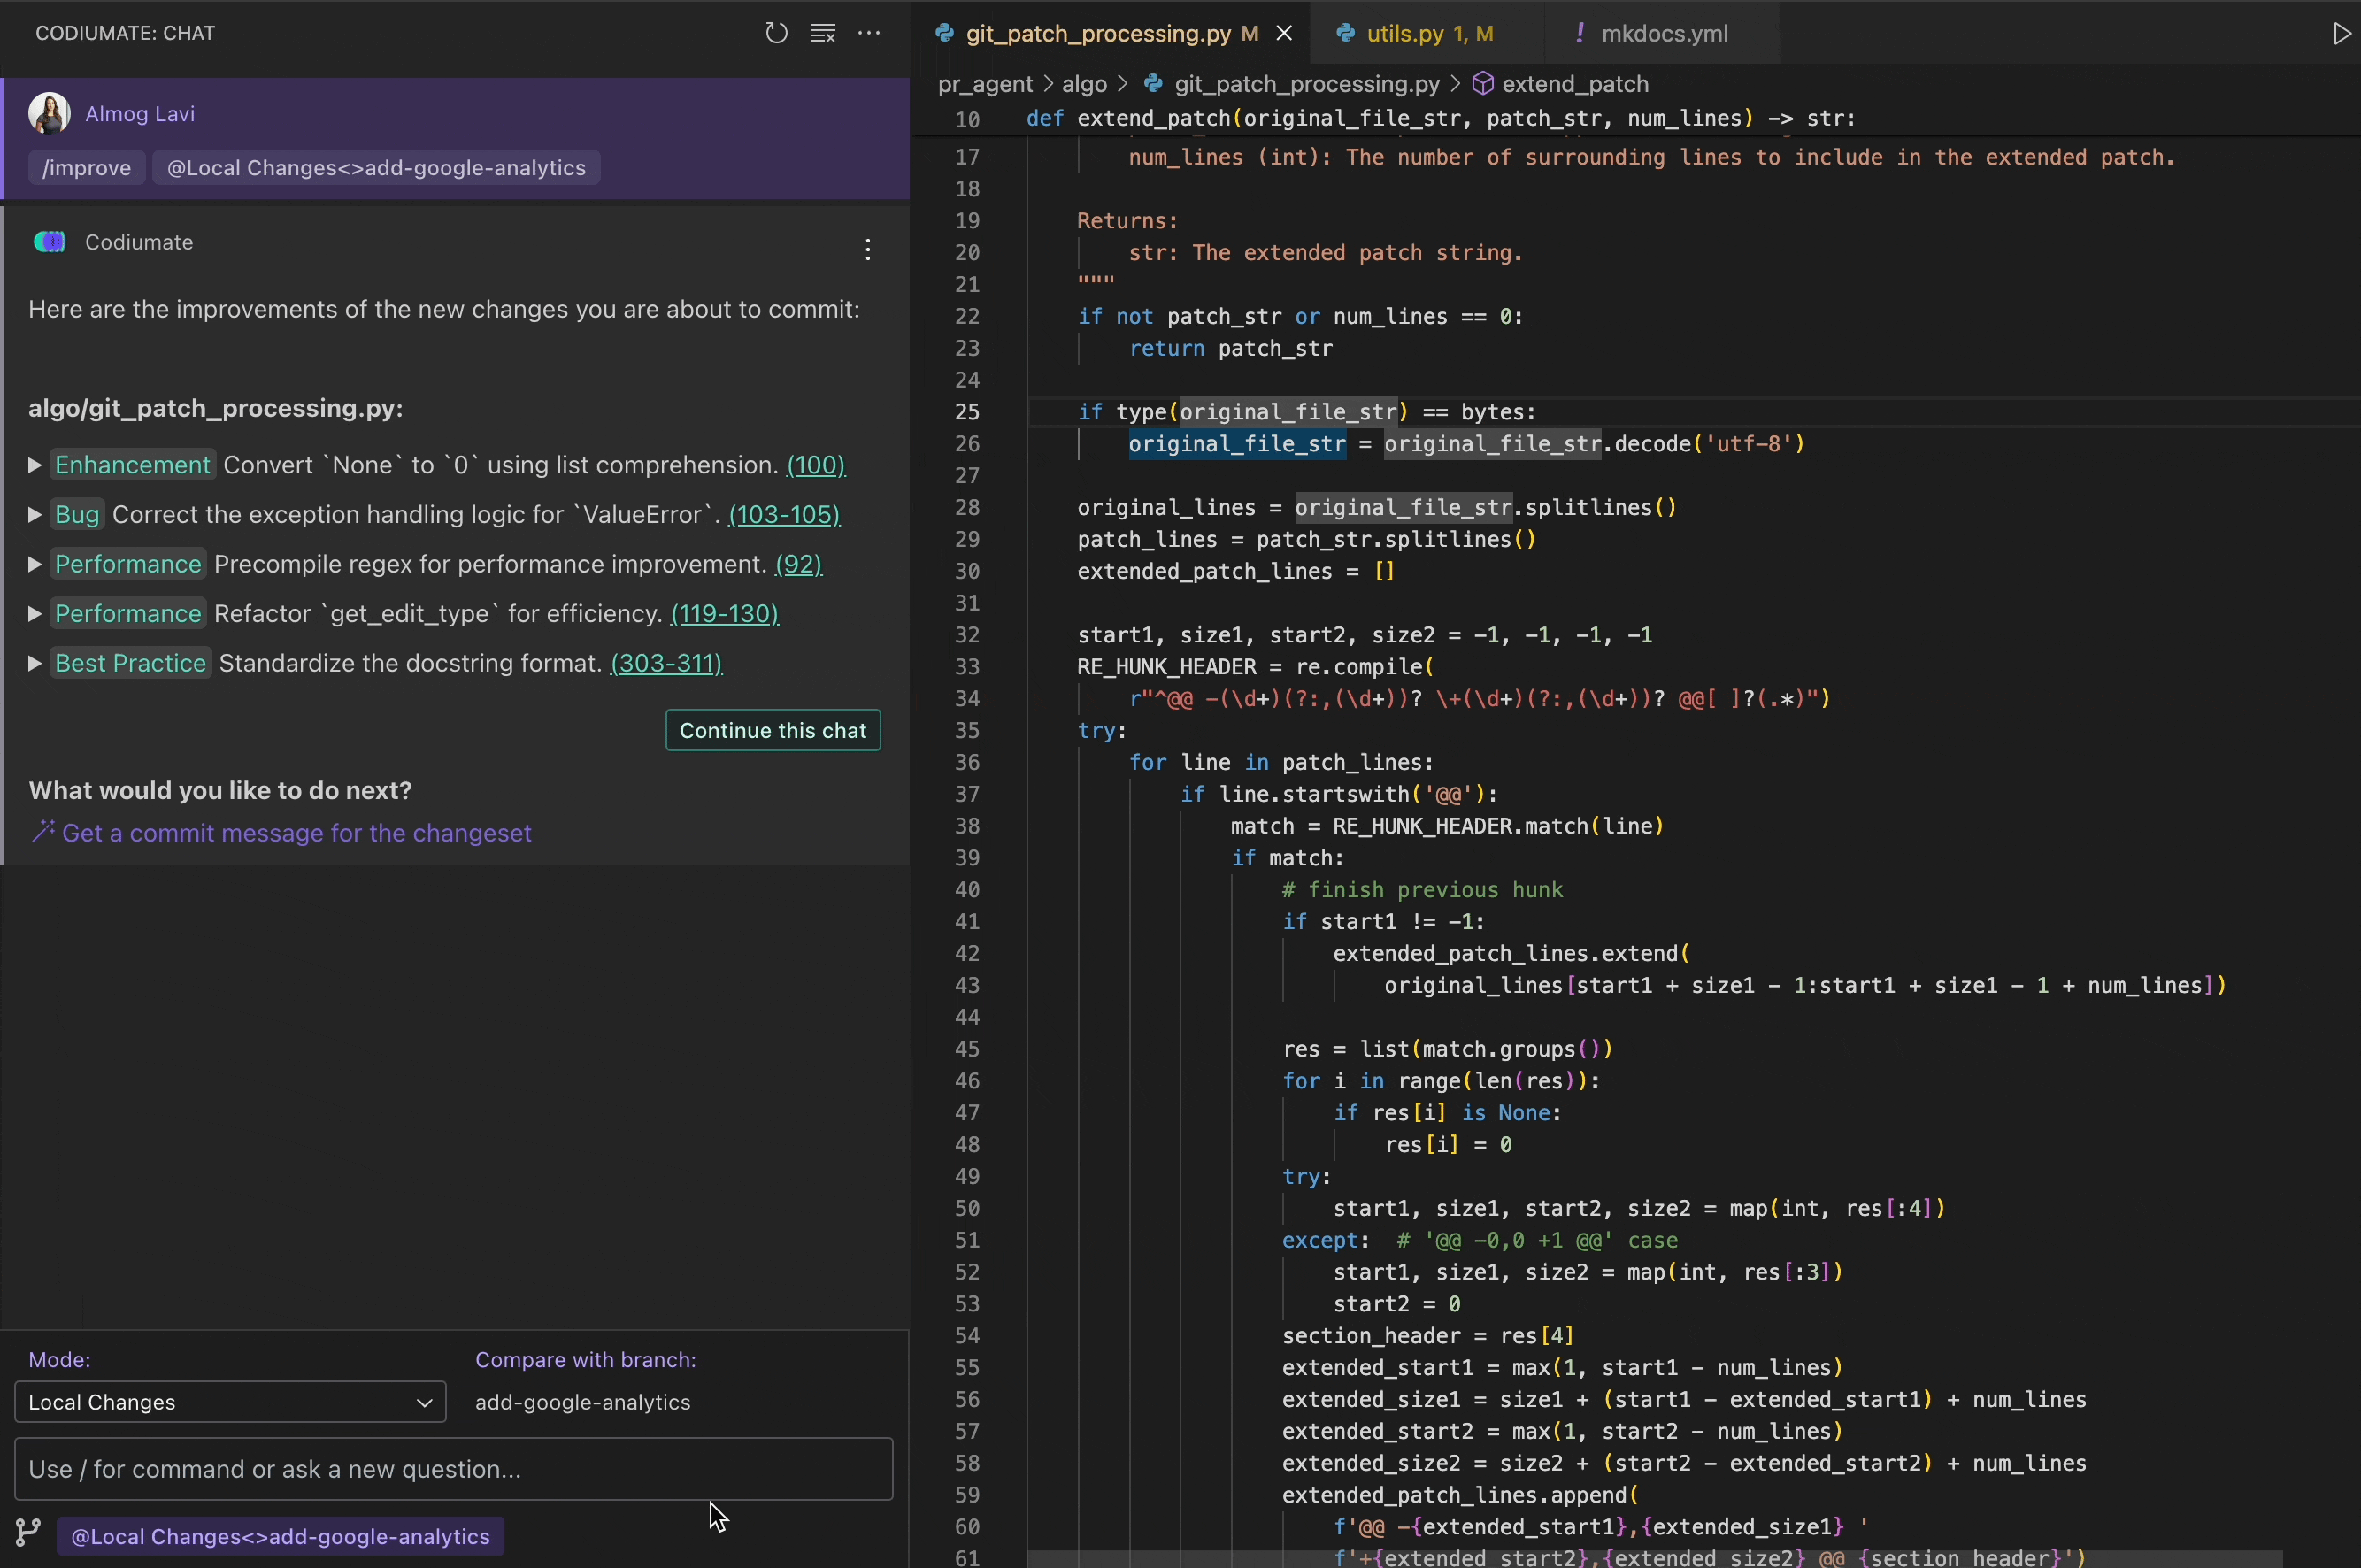 CODIUMATE: CHAT
Almog Lavi
/improve @Local Changes<>add-google-analytics
Codiumate
Here are the improvements of the new changes you are about to commit:
algo/git_patch_processing.py:
Enhancement Convert `None` to `0` using list comprehension. (100)
Bug Correct the exception handling logic for `ValueError`. (103-105)
Performance Precompile regex for performance improvement. (92)
Performance Refactor `get_edit_type` for efficiency. (119-130)
Best Practice Standardize the docstring format. (303-311)
Continue this chat
What would you like to do next?
Get a commit message for the changeset
Mode:
Compare with branch:
Local Changes
add-google-analytics
Use / for command or ask a new question...
@Local Changes<>add-google-analytics
git_patch_processing.py M
utils.py 1, M
! mkdocs.yml
pr_agent > algo > git_patch_processing.py > extend_patch
10 def extend_patch(original_file_str, patch_str, num_lines) -> str:
17 num_lines (int): The number of surrounding lines to include in the extended patch.
18
19 Returns:
20 str: The extended patch string.
21 """
22 if not patch_str or num_lines == 0:
23 return patch_str
24
25 if type(original_file_str) == bytes:
26 original_file_str = original_file_str.decode('utf-8')
27
28 original_lines = original_file_str.splitlines()
29 patch_lines = patch_str.splitlines()
30 extended_patch_lines = []
31
32 start1, size1, start2, size2 = -1, -1, -1, -1
33 RE_HUNK_HEADER = re.compile(
34 r"^@@ -(\d+)(?:,(\d+))? \+(\d+)(?:,(\d+))? @@[ ]?(.*)")
35 try:
36 for line in patch_lines:
37 if line.startswith('@@'):
38 match = RE_HUNK_HEADER.match(line)
39 if match:
40 # finish previous hunk
41 if start1 != -1:
42 extended_patch_lines.extend(
43 original_lines[start1 + size1 - 1:start1 + size1 - 1 + num_lines])
44
45 res = list(match.groups())
46 for i in range(len(res)):
47 if res[i] is None:
48 res[i] = 0
49 try:
50 start1, size1, start2, size2 = map(int, res[:4])
51 except: # '@@ -0,0 +1 @@' case
52 start1, size1, size2 = map(int, res[:3])
53 start2 = 0
54 section_header = res[4]
55 extended_start1 = max(1, start1 - num_lines)
56 extended_size1 = size1 + (start1 - extended_start1) + num_lines
57 extended_start2 = max(1, start2 - num_lines)
58 extended_size2 = size2 + (start2 - extended_start2) + num_lines
59 extended_patch_lines.append(
60 f'@@ -{extended_start1},{extended_size1} '
61 f'+{extended_start2},{extended_size2} @@ {section_header}')